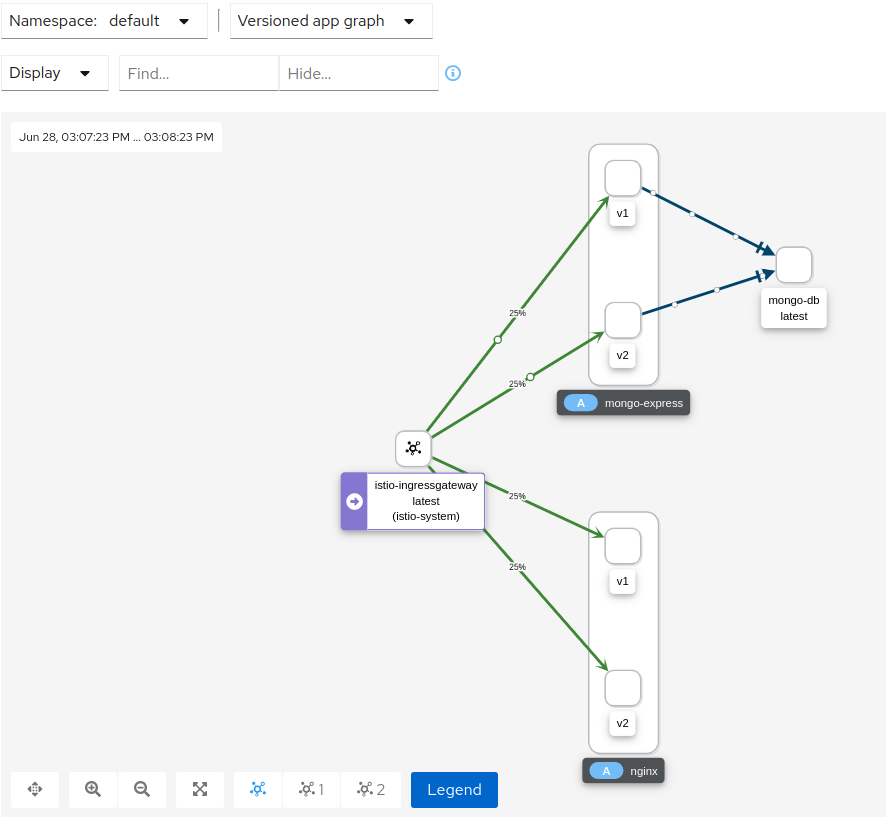 Namespace: default
Versioned app graph
Display
Find...
Hide...
Jun 28, 03:07:23 PM ... 03:08:23 PM
v1
mongo-db
latest
25%
v2
25%
A mongo-express
istio-ingressgateway
latest
(istio-system)
25%
v1
25%
v2
A nginx
1
2
Legend